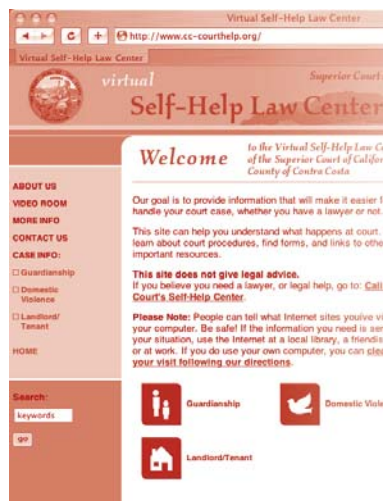 Virtual Self-Help Law Center
http://www.cc-courthelp.org/
Virtual Self-Help Law Center
virtual
Superior Court
Self-Help Law Center
Welcome
to the Virtual Self-Help Law
of the Superior Court of
County of Contra Costa
ABOUT US
VIDEO ROOM
MORE INFO
CONTACT US
CASE INFO:
Guardianship
Domestic
Violence
Landlord/
Tenant
HOME
Search:
keywords
go
Our goal is to provide information that will make it easier
handle your court case, whether you have a lawyer or not.
This site can help you understand what happens at court.
learn about court procedures, find forms, and links to
important resources.
This site does not give legal advice.
If you believe you need a lawyer, or legal help, go to:
Court's Self-Help Center.
Please Note: People can tell what Internet sites youíve
your computer. Be safe! If the information you need is
your situation, use the Internet at a local library, a
or at work. If you do use your own computer, you can
your visit following our directions.
Guardianship
Domestic
Landlord/Tenant